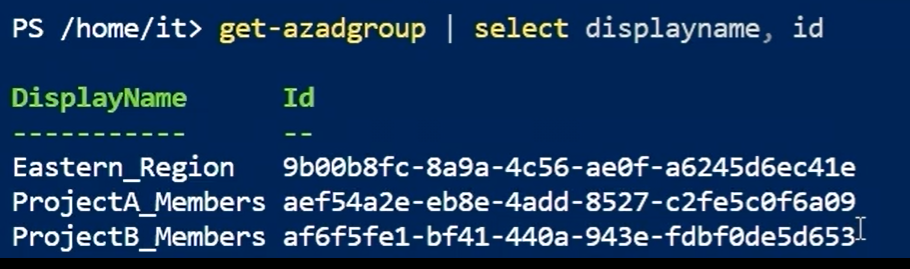 PS /home/it> get-azadgroup | select displayname, id
DisplayName Id
----------- --
Eastern_Region 9b00b8fc-8a9a-4c56-ae0f-a6245d6ec41e
ProjectA_Members aef54a2e-eb8e-4add-8527-c2fe5c0f6a09
ProjectB_Members af6f5fe1-bf41-440a-943e-fdbf0de5d653